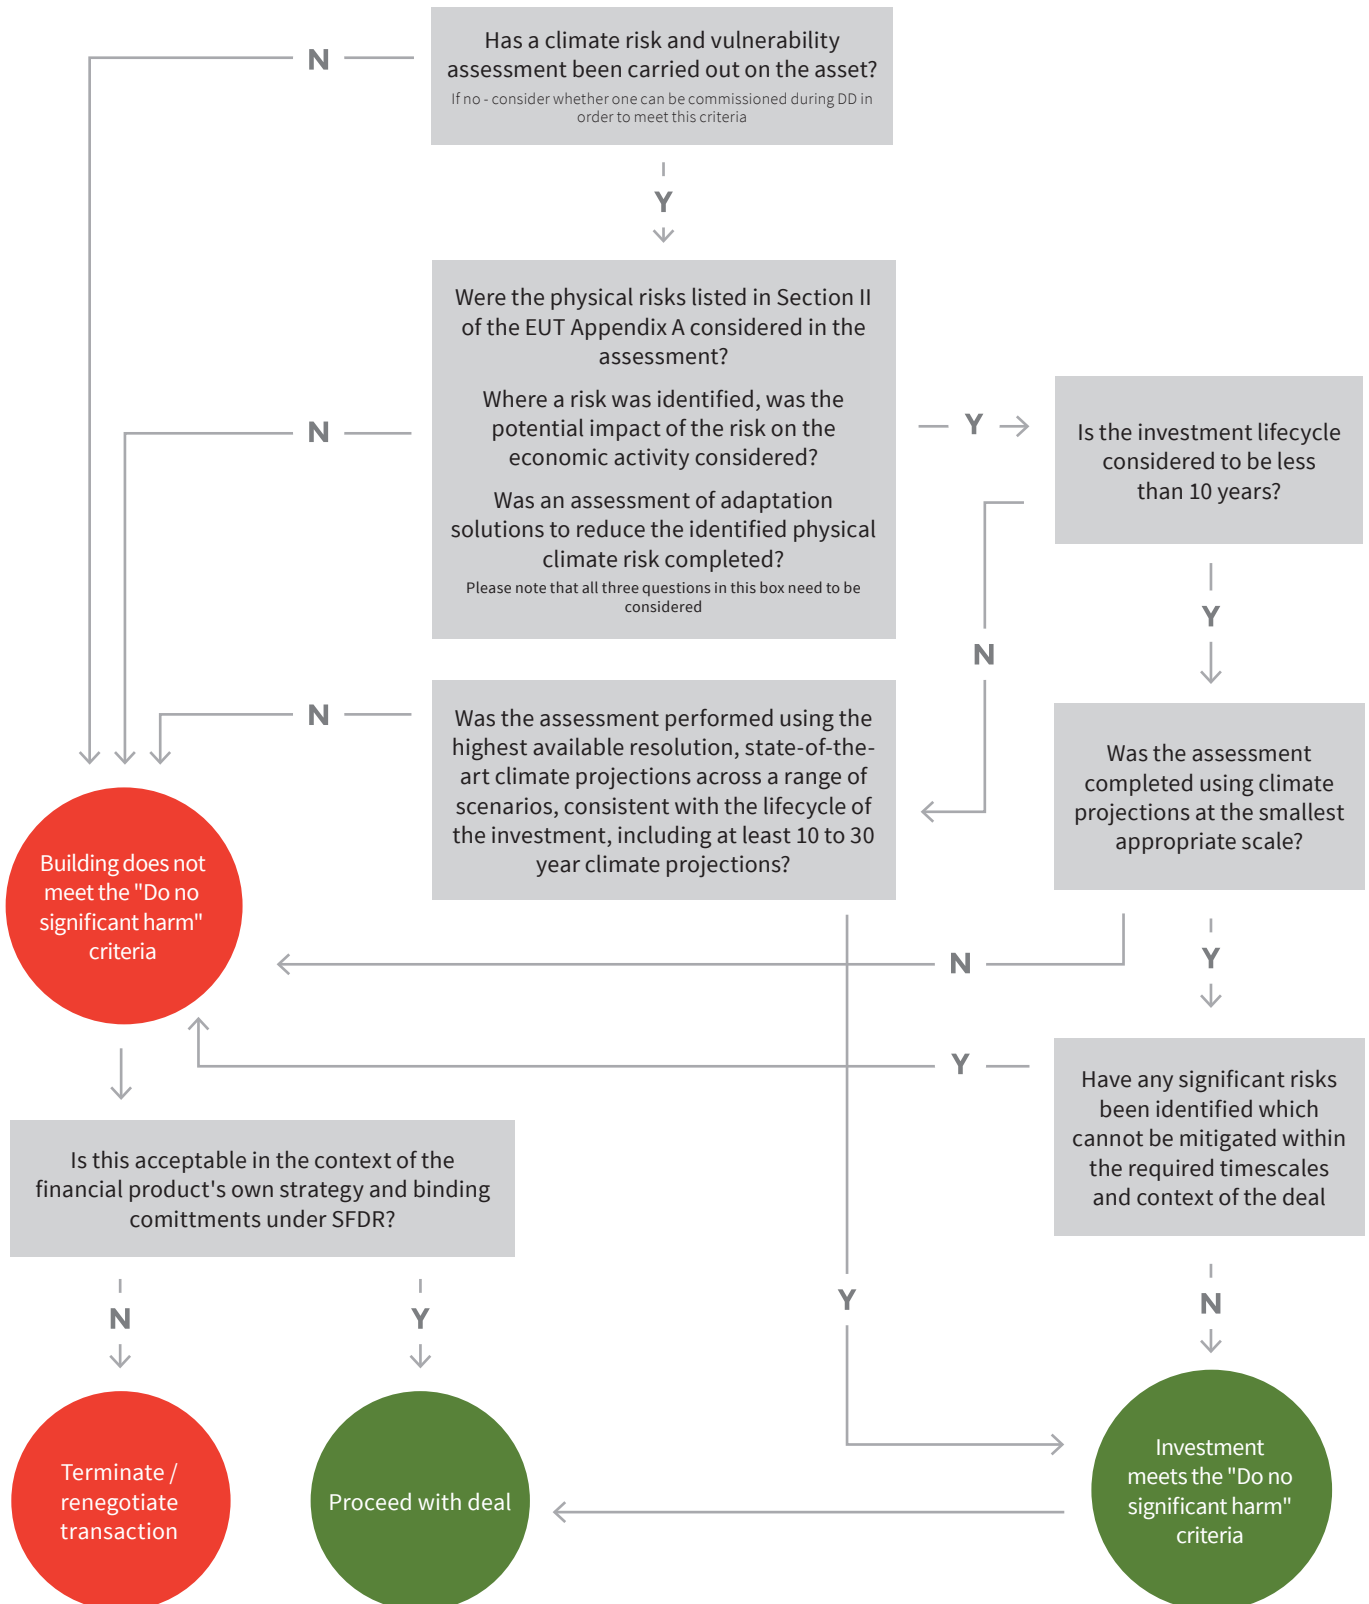 Has a climate risk and vulnerability
assessment been carried out on the asset?
If no - consider whether one can be commissioned during DD in
order to meet this criteria
N
Y
Were the physical risks listed in Section II
of the EUT Appendix A considered in the
assessment?
Where a risk was identified, was the
potential impact of the risk on the
economic activity considered?
Was an assessment of adaptation
solutions to reduce the identified physical
climate risk completed?
Please note that all three questions in this box need to be
considered
N
Y
Is the investment lifecycle
considered to be less
than 10 years?
N
Y
Was the assessment performed using the
highest available resolution, state-of-the-
art climate projections across a range of
scenarios, consistent with the lifecycle of
the investment, including at least 10 to 30
year climate projections?
N
Was the assessment
completed using climate
projections at the smallest
appropriate scale?
Building does not
meet the "Do no
significant harm"
criteria
N
Y
Y
Have any significant risks
been identified which
cannot be mitigated within
the required timescales
and context of the deal
Is this acceptable in the context of the
financial product's own strategy and binding
comittments under SFDR?
N
Y
Y
N
Terminate /
renegotiate
transaction
Proceed with deal
Investment
meets the "Do no
significant harm"
criteria